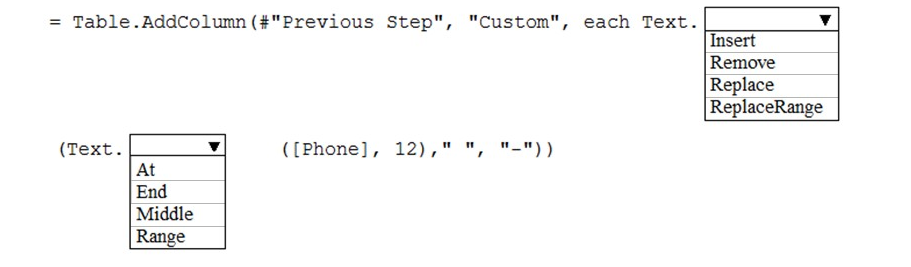 = Table.AddColumn(#"Previous Step", "Custom", each Text.
Insert
Remove
Replace
ReplaceRange
(Text.
([Phone], 12)," ", "-"))
At
End
Middle
Range